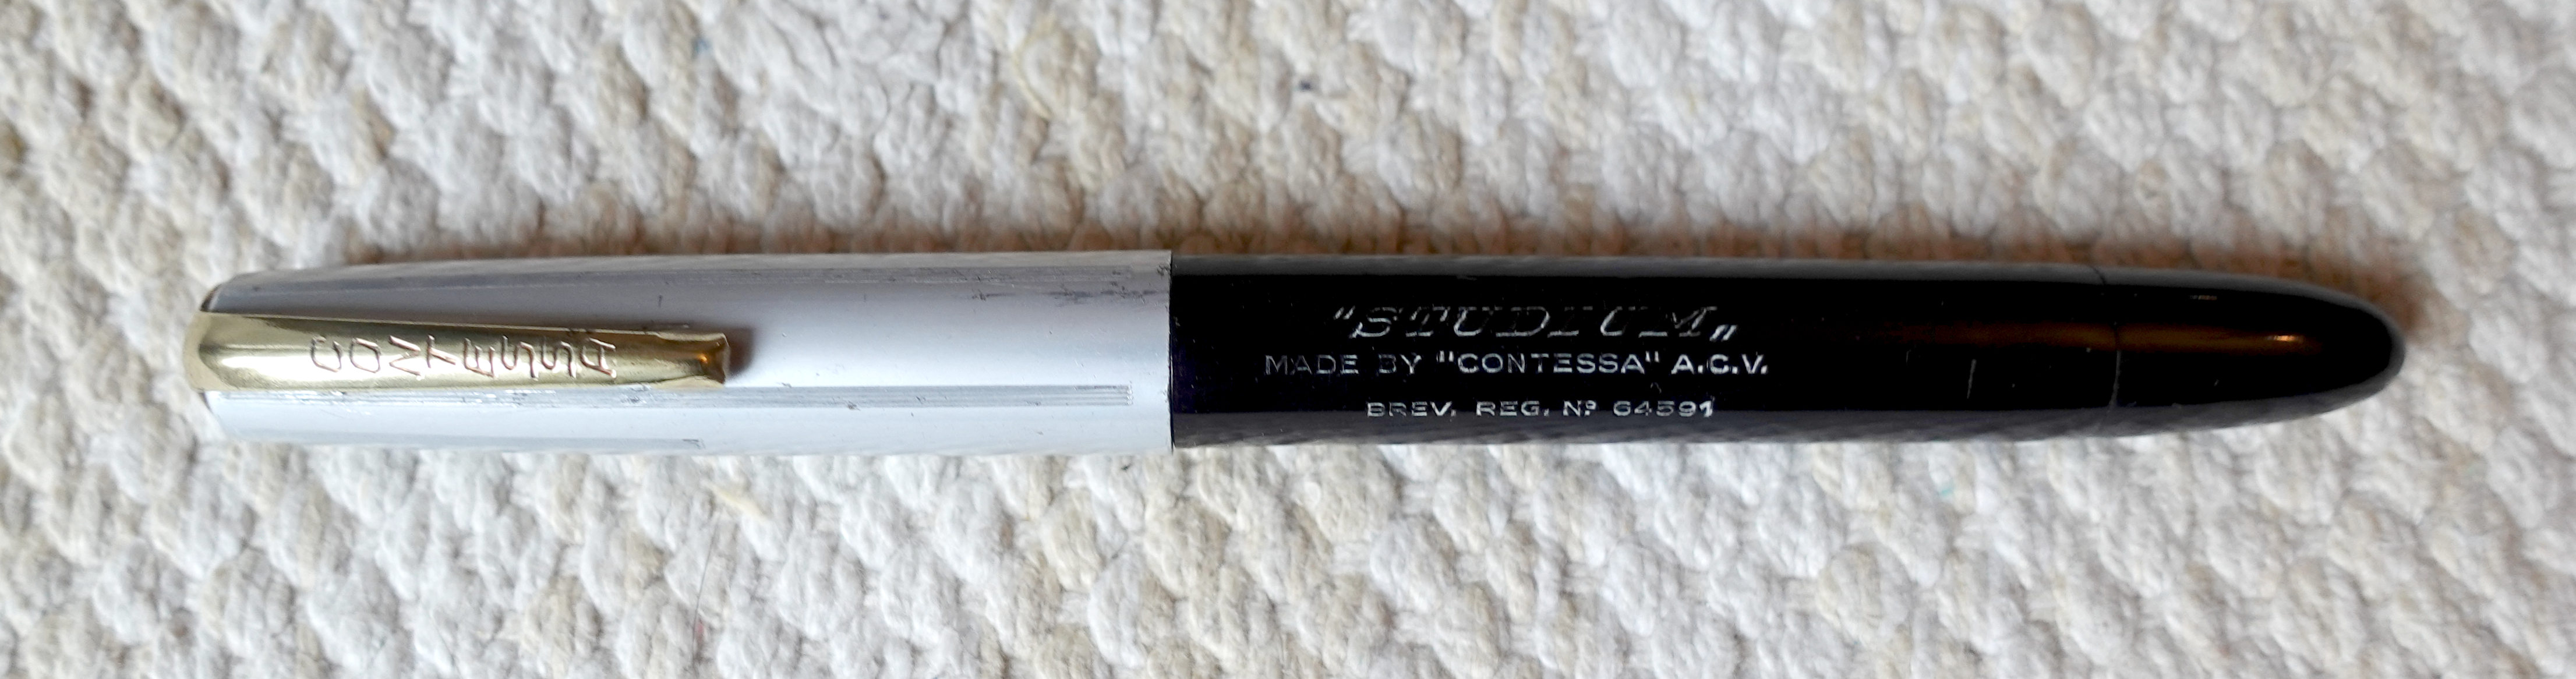 CONTESSA
"STUDIUM„
MADE BY "CONTESSA" A.C.V.
BREV. REG. Nº 64591